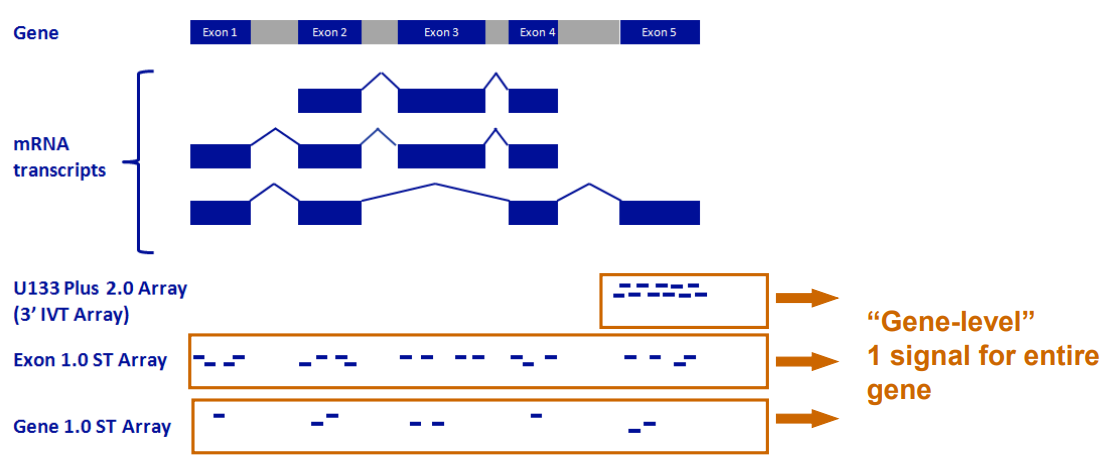 Gene
Exon 1
Exon 2
Exon 3
Exon 4
Exon 5
mRNA
transcripts
U133 Plus 2.0 Array
(3’ IVT Array)
Exon 1.0 ST Array
Gene 1.0 ST Array
“Gene-level”
1 signal for entire
gene